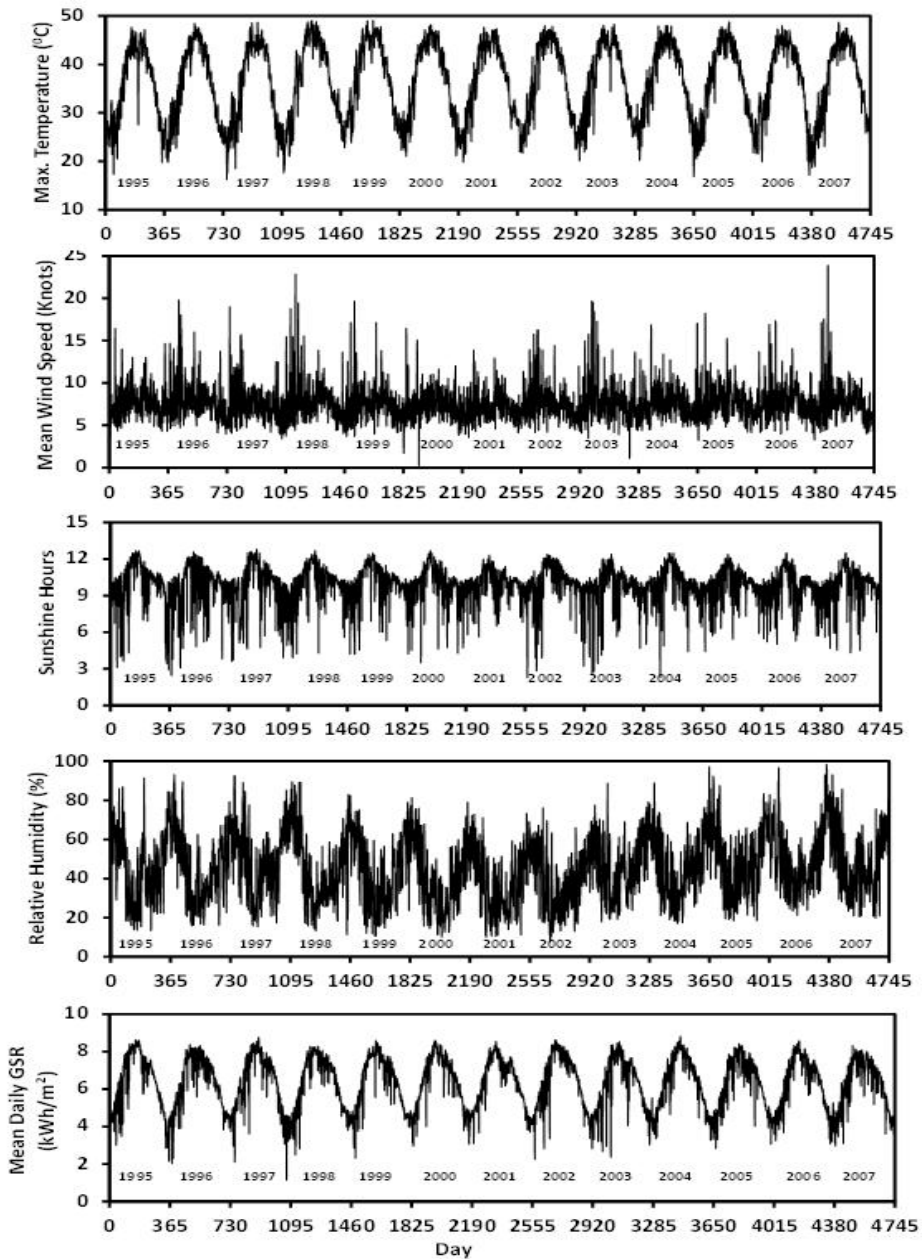 50
40
30
20
10
Max. Temperature (⁰C)
1995 1996 1997 1998 1999 2000 2001 2002 2003 2004 2005 2006 2007
0 365 730 1095 1460 1825 2190 2555 2920 3285 3650 4015 4380 4745
25
20
15
10
5
0
Mean Wind Speed (Knots)
1995 1996 1997 1998 1999 2000 2001 2002 2003 2004 2005 2006 2007
0 365 730 1095 1460 1825 2190 2555 2920 3285 3650 4015 4380 4745
15
12
9
6
3
0
Sunshine Hours
1995 1996 1997 1998 1999 2000 2001 2002 2003 2004 2005 2006 2007
0 365 730 1095 1460 1825 2190 2555 2920 3285 3650 4015 4380 4745
100
80
60
40
20
0
Relative Humidity (%)
1995 1996 1997 1998 1999 2000 2001 2002 2003 2004 2005 2006 2007
0 365 730 1095 1460 1825 2190 2555 2920 3285 3650 4015 4380 4745
10
8
6
4
2
0
Mean Daily GSR
(kWh/m²)
1995 1996 1997 1998 1999 2000 2001 2002 2003 2004 2005 2006 2007
0 365 730 1095 1460 1825 2190 2555 2920 3285 3650 4015 4380 4745
Day